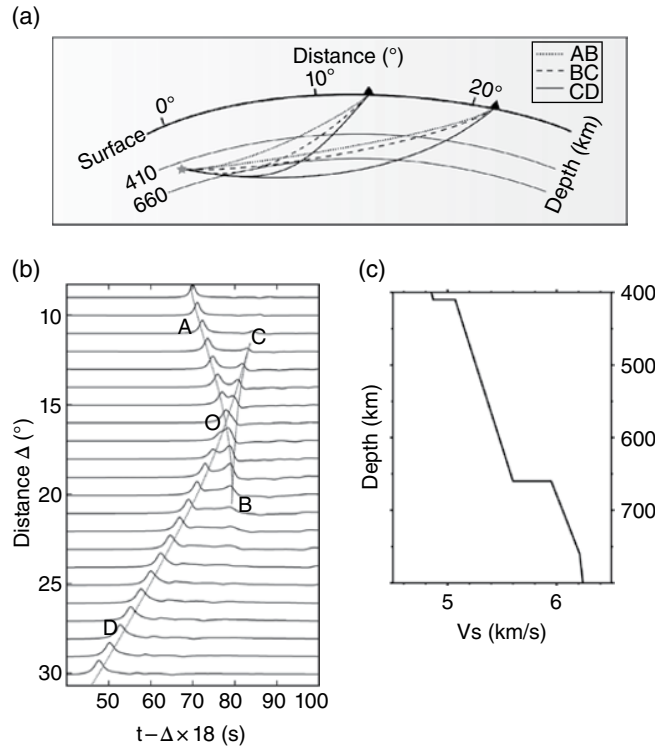 (a)
Distance (°)
0°
10°
20°
AB
BC
CD
Surface
410
660
Depth (km)
(b)
A
C
O
B
D
10
15
20
25
30
Distance Δ (°)
50
60
70
80
90
100
t – Δ × 18 (s)
(c)
400
500
600
700
Depth (km)
5
6
Vs (km/s)